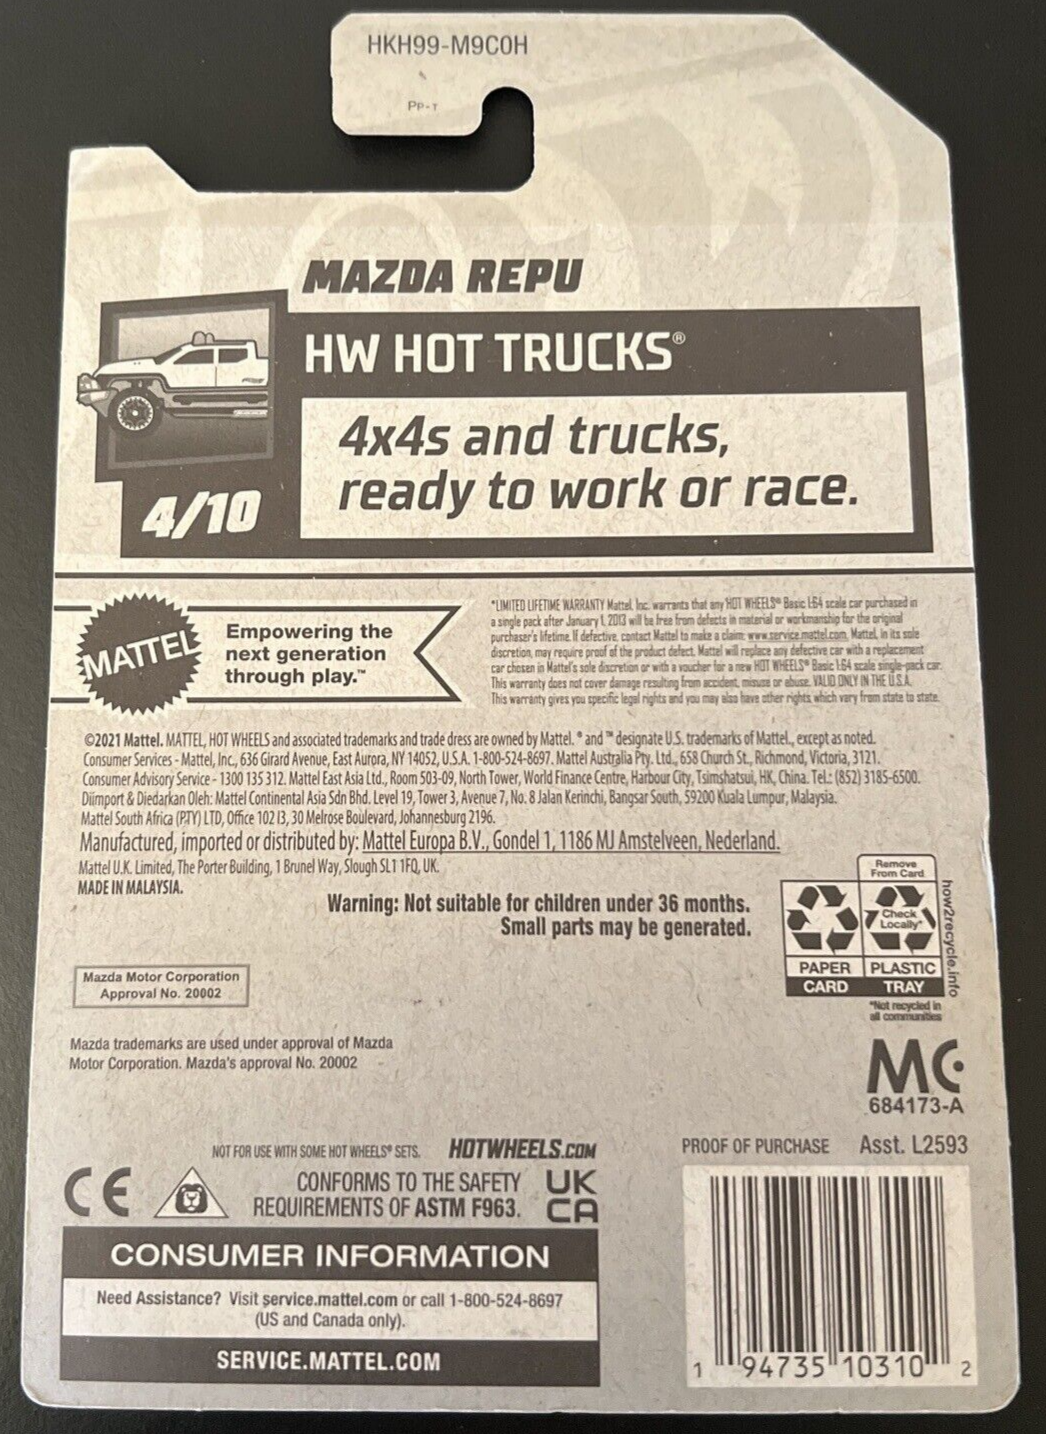 HKH99-M9C0H
PP-T
MAZDA REPU
HW HOT TRUCKS®
4x4s and trucks,
ready to work or race.
4/10
MATTEL
Empowering the
next generation
through play.™
*LIMITED LIFETIME WARRANTY Mattel, Inc. warrants that any HOT WHEELS® Basic 1:64 scale car purchased in
a single pack after January 1, 2013 will be free from defects in material or workmanship for the original
purchaser's lifetime. If defective, contact Mattel to make a claim: www.service.mattel.com. Mattel, in its sole
discretion, may require proof of the product defect. Mattel will replace any defective car with a replacement
car chosen in Mattel's sole discretion or with a voucher for a new HOT WHEELS® Basic 1:64 scale single-pack car.
This warranty does not cover damage resulting from accident, misuse or abuse. VALID ONLY IN THE U.S.A.
This warranty gives you specific legal rights and you may also have other rights, which vary from state to state.
©2021 Mattel. MATTEL, HOT WHEELS and associated trademarks and trade dress are owned by Mattel. ® and ™ designate U.S. trademarks of Mattel., except as noted.
Consumer Services - Mattel, Inc., 636 Girard Avenue, East Aurora, NY 14052, U.S.A. 1-800-524-8697. Mattel Australia Pty. Ltd., 658 Church St., Richmond, Victoria, 3121.
Consumer Advisory Service - 1300 135 312. Mattel East Asia Ltd., Room 503-09, North Tower, World Finance Centre, Harbour City, Tsimshatsui, HK, China. Tel.: (852) 3185-6500.
Diimport & Diedarkan Oleh: Mattel Continental Asia Sdn Bhd. Level 19, Tower 3, Avenue 7, No. 8 Jalan Kerinchi, Bangsar South, 59200 Kuala Lumpur, Malaysia.
Mattel South Africa (PTY) LTD, Office 102 I3, 30 Melrose Boulevard, Johannesburg 2196.
Manufactured, imported or distributed by: Mattel Europa B.V., Gondel 1, 1186 MJ Amstelveen, Nederland.
Mattel U.K. Limited, The Porter Building, 1 Brunel Way, Slough SL1 1FQ, UK.
MADE IN MALAYSIA.
Warning: Not suitable for children under 36 months.
Small parts may be generated.
Remove
From Card
Check
Locally*
PAPER
CARD
PLASTIC
TRAY
how2recycle.info
*Not recycled in
all communities
Mazda Motor Corporation
Approval No. 20002
Mazda trademarks are used under approval of Mazda
Motor Corporation. Mazda's approval No. 20002
MC
684173-A
NOT FOR USE WITH SOME HOT WHEELS® SETS.
HOTWHEELS.COM
PROOF OF PURCHASE
Asst. L2593
CE
CONFORMS TO THE SAFETY
REQUIREMENTS OF ASTM F963.
UK
CA
CONSUMER INFORMATION
Need Assistance? Visit service.mattel.com or call 1-800-524-8697
(US and Canada only).
SERVICE.MATTEL.COM
1 94735 10310 2